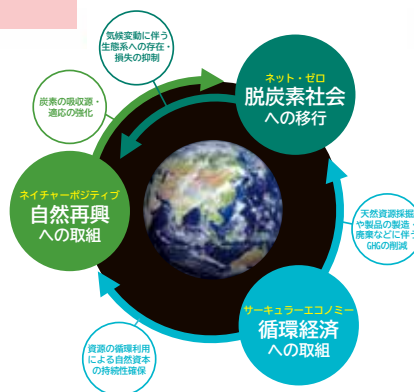 気候変動に伴う
生態系への存在・
損失の抑制
ネット・ゼロ
脱炭素社会
への移行
炭素の吸収源・
適応の強化
ネイチャーポジティブ
自然再興
への取組
天然資源採掘
や製品の製造・
廃棄などに伴う
GHGの削減
サーキュラーエコノミー
循環経済
への取組
資源の循環利用
による自然資本
の持続性確保